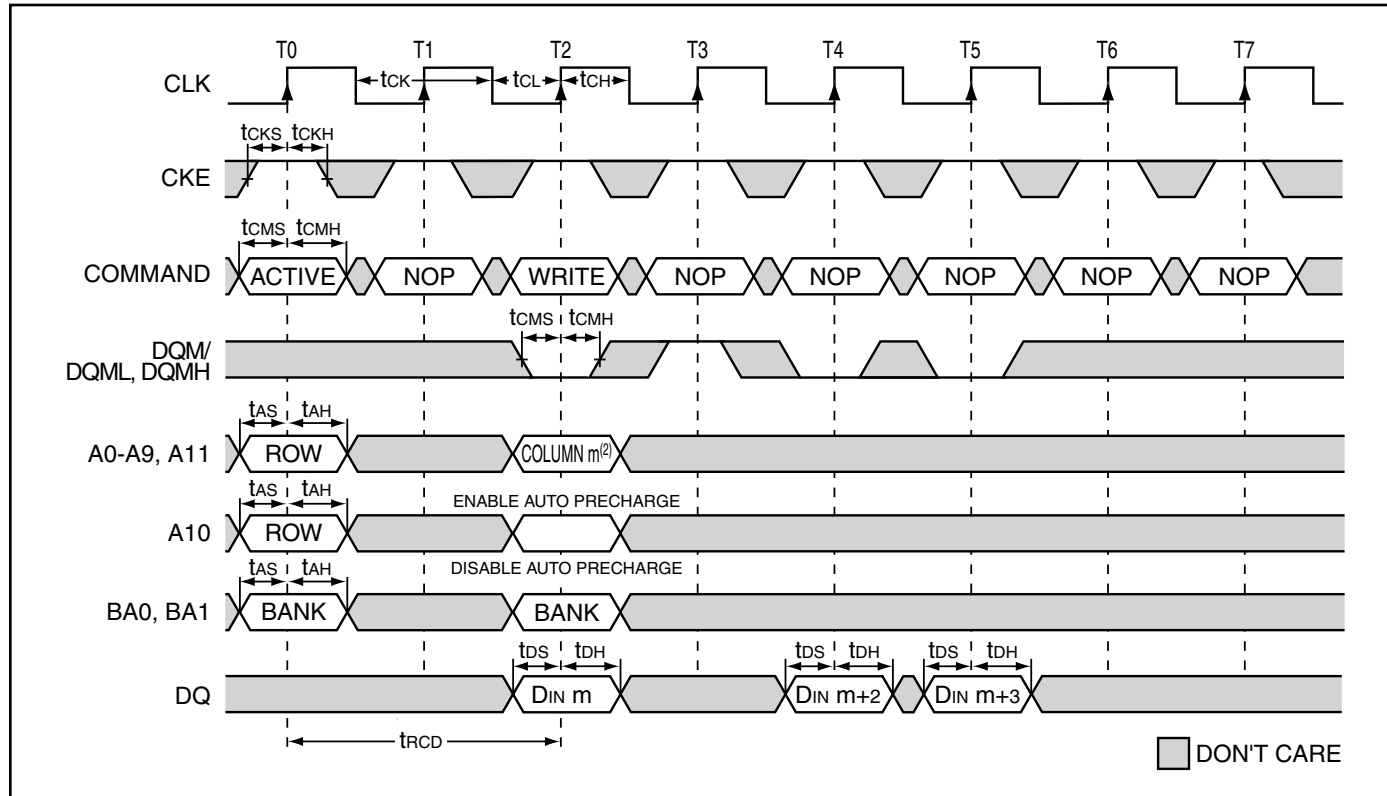 T0 T1 T2 T3 T4 T5 T6 T7
CLK tCK tCL tCH
tCKS tCKH
CKE
tCMS tCMH
COMMAND ACTIVE NOP WRITE NOP NOP NOP NOP NOP
tCMS tCMH
DQM/
DQML, DQMH
tAS tAH
A0-A9, A11 ROW COLUMN m(2)
tAS tAH ENABLE AUTO PRECHARGE
A10 ROW
tAS tAH DISABLE AUTO PRECHARGE
BA0, BA1 BANK BANK
tDS tDH tDS tDH tDS tDH
DQ DIN m DIN m+2 DIN m+3
tRCD
DON'T CARE